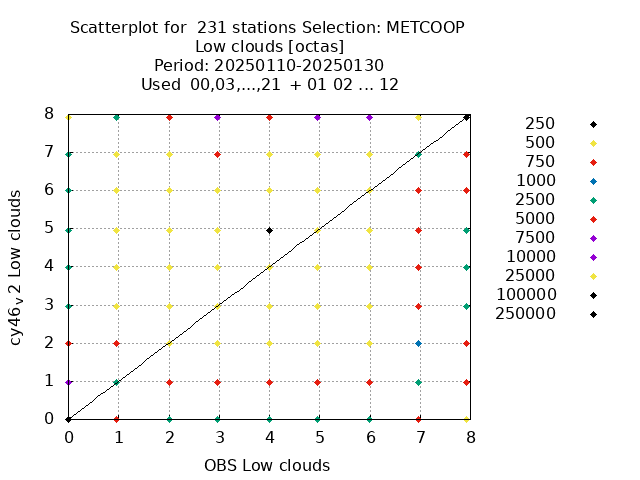 Scatterplot for  231 stations Selection: METCOOP
Low clouds [octas]
Period: 20250110-20250130
Used  00,03,...,21  + 01 02 ... 12
8
7
6
5
4
3
2
1
0
cy46v2 Low clouds
0 1 2 3 4 5 6 7 8
OBS Low clouds
250
500
750
1000
2500
5000
7500
10000
25000
100000
250000